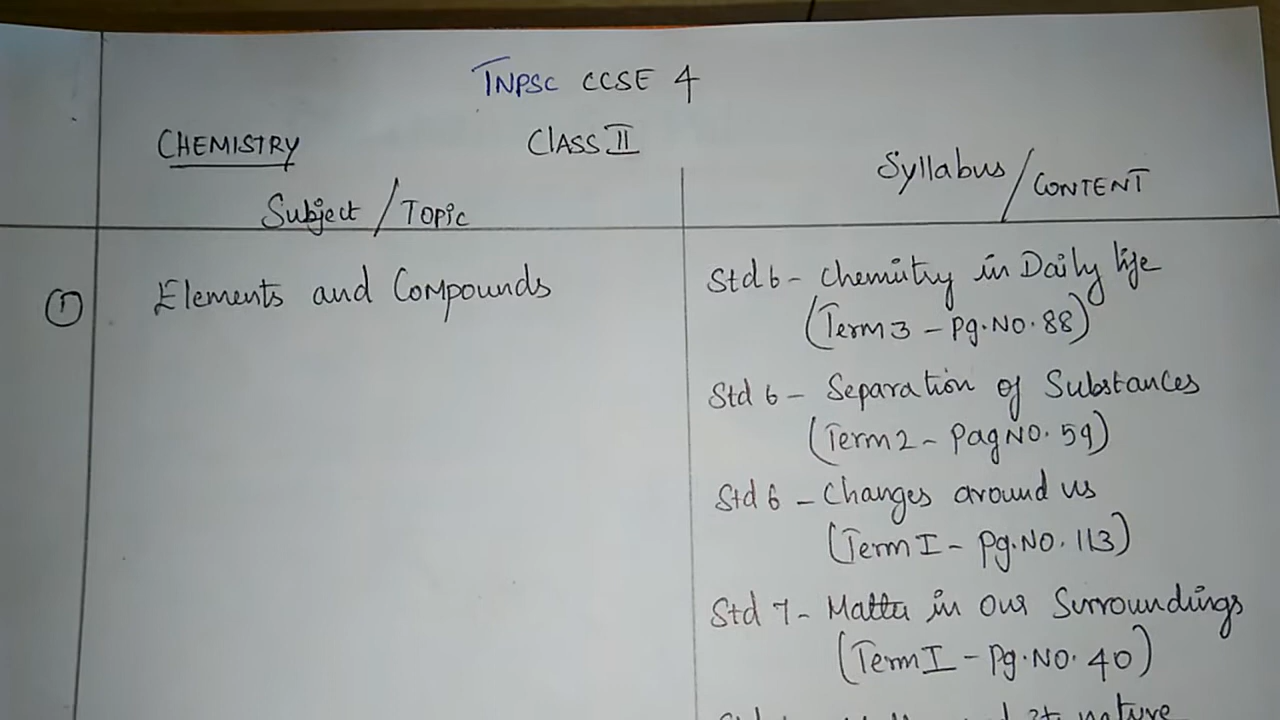 TNPSC CCSE 4
CHEMISTRY
CLASS II
Subject / TOPIC
Syllabus / CONTENT
① Elements and Compounds
Std 6 - Chemistry in Daily life
(Term 3 - Pg.No. 88)
Std 6 - Separation of Substances
(Term 2 - Pag No. 59)
Std 6 - Changes around us
(Term I - Pg.No. 113)
Std 7 - Matter in our Surroundings
(Term I - Pg.No. 40)
nature